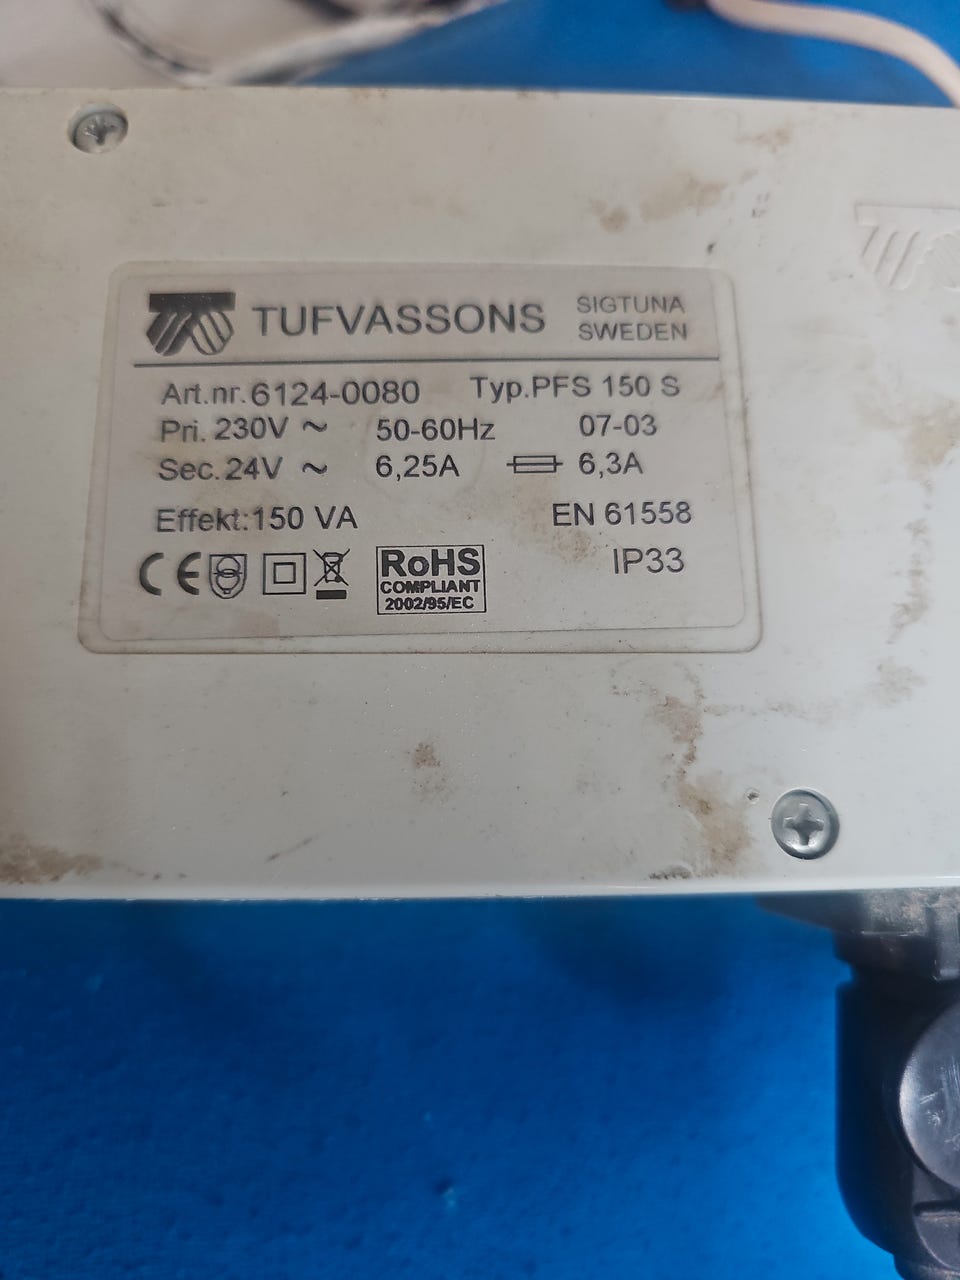 TUFVASSONS SIGTUNA SWEDEN
Art.nr. 6124-0080 Typ.PFS 150 S
Pri. 230V ~ 50-60Hz 07-03
Sec. 24V ~ 6,25A 6,3A
Effekt: 150 VA EN 61558
CE RoHS COMPLIANT 2002/95/EC IP33